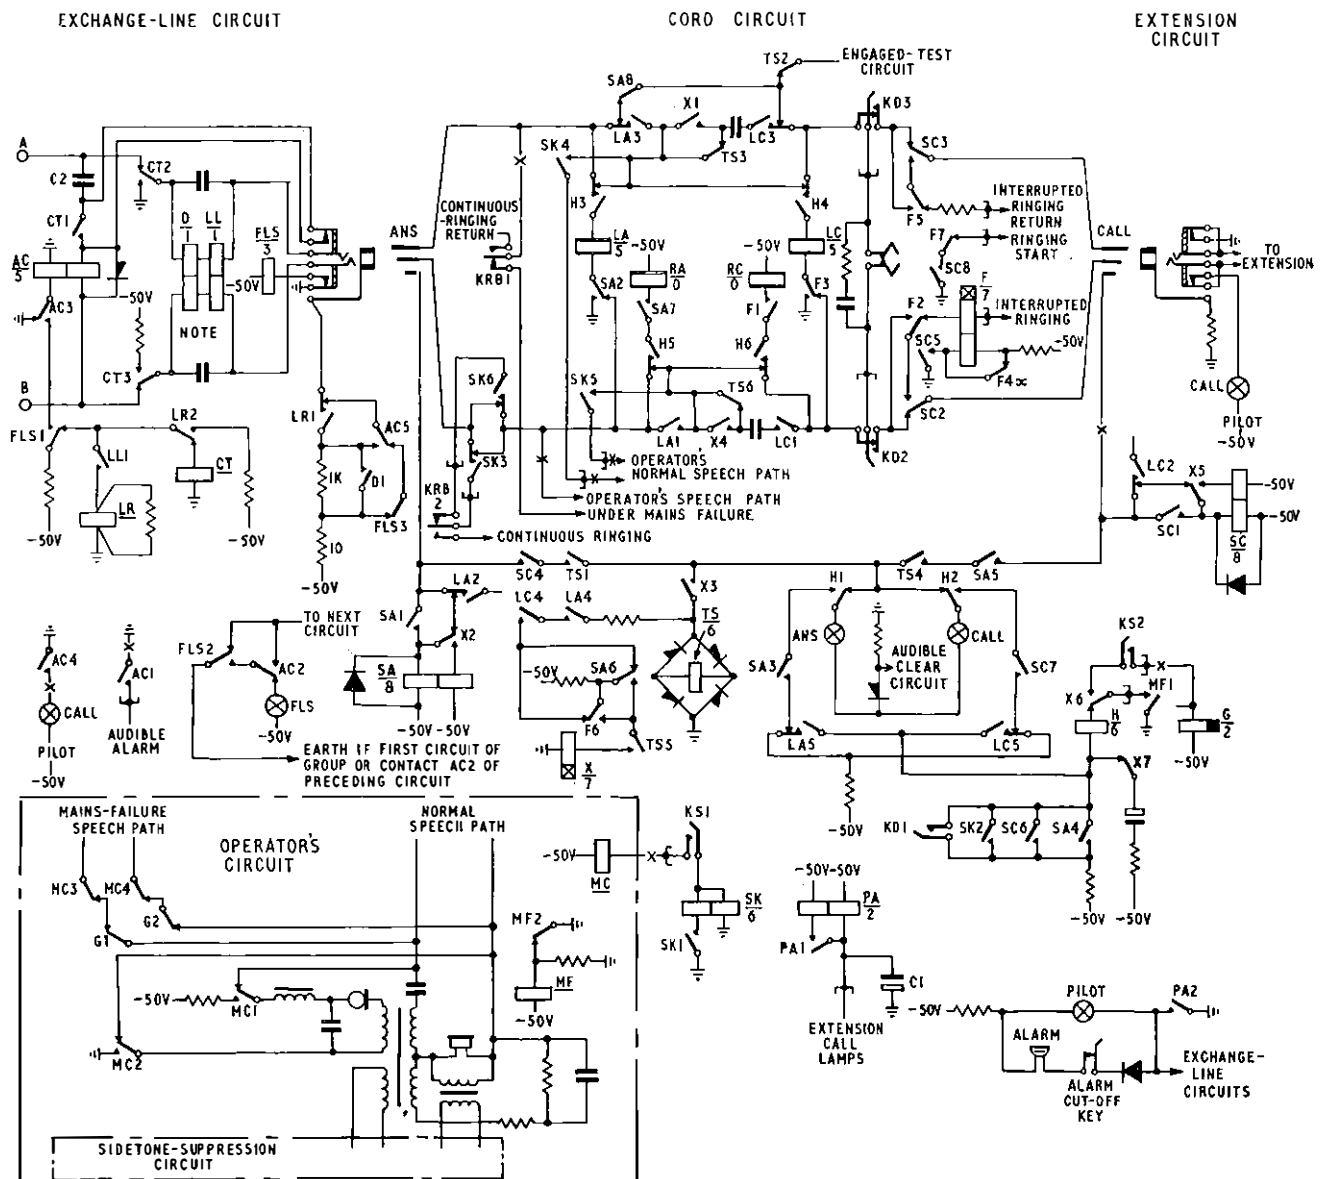 EXCHANGE-LINE CIRCUIT
CORD CIRCUIT
EXTENSION
CIRCUIT
TS2
ENGAGED-TEST
CIRCUIT
SA8
KD3
X1
A
LA3
LC3
SC3
C2
CT2
SK4
TS3
INTERRUPTED
RINGING
RETURN
RINGING
START
CT1
D
1
LL
1
FLS
3
ANS
CONTINUOUS
-RINGING
RETURN
H3
H4
F5
F7
CALL
TO
EXTENSION
AC
5
-50V
LA
5
-50V
LC
5
KRB1
RA
0
RC
0
SC8
F
7
AC3
-50V
NOTE
SA2
F3
SA7
F1
F2
INTERRUPTED
RINGING
H5
H6
SC5
-50V
B
CT3
SK6
SK5
TS6
F4∝
CALL
SC2
PILOT
-50V
FLS1
LR2
LR1
AC5
LA1
X4
LC1
KD2
LL1
CT
1K
D1
SK3
OPERATOR'S
NORMAL SPEECH PATH
LC2
X5
-50V
LR
FLS3
KRB
2
OPERATOR'S SPEECH PATH
UNDER MAINS FAILURE
SC1
-50V
-50V
-50V
10
CONTINUOUS RINGING
SC
8
-50V
SC4
TS1
TS4
SA5
LA2
X3
H1
H2
TO NEXT
CIRCUIT
SA1
LC4
LA4
TS
6
KS2
FLS2
X2
ANS
AUDIBLE
CLEAR
CIRCUIT
CALL
AC4
AC1
AC2
-50V
SA6
SA3
SC7
X6
MF1
CALL
SA
8
H
6
G
2
FLS
F6
PILOT
AUDIBLE
ALARM
-50V
-50V
-50V
LA5
LC5
-50V
-50V
EARTH IF FIRST CIRCUIT OF
GROUP OR CONTACT AC2 OF
PRECEDING CIRCUIT
X
7
TS5
X7
MAINS-FAILURE
SPEECH PATH
NORMAL
SPEECH PATH
KS1
-50V
KD1
SK2
SC6
SA4
OPERATOR'S
CIRCUIT
-50V
MC
-50V
-50V
MC3
MC4
SK
6
PA
2
-50V
-50V
G2
MF2
G1
SK1
PA1
MF
C1
-50V
MC1
-50V
-50V
PILOT
PA2
MC2
EXTENSION
CALL
LAMPS
ALARM
ALARM
CUT-OFF
KEY
EXCHANGE-
LINE
CIRCUITS
SIDETONE-SUPPRESSION
CIRCUIT